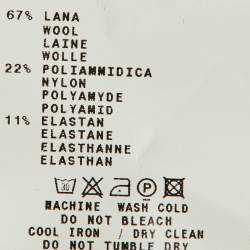 67% LANA
WOOL
LAINE
WOLLE
22% POLIAMMIDICA
NYLON
POLYAMYDE
POLYAMID
11% ELASTAN
ELASTANE
ELASTHANNE
ELASTHAN
30 P
MACHINE WASH COLD
DO NOT BLEACH
COOL IRON / DRY CLEAN
DO NOT TUMBLE DRY